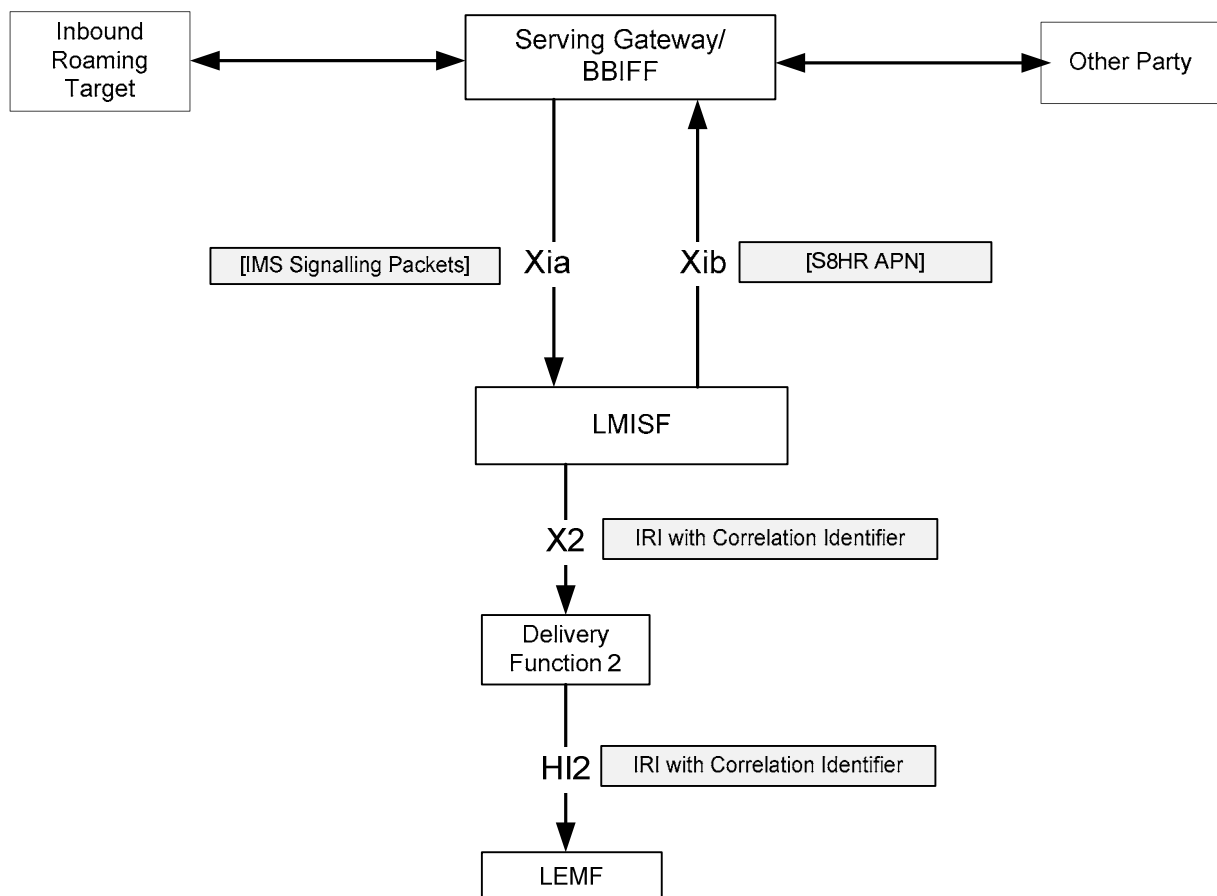 Inbound
Roaming
Target
Serving Gateway/
BBIFF
Other Party
[IMS Signalling Packets]
Xia
Xib
[S8HR APN]
LMISF
X2
IRI with Correlation Identifier
Delivery
Function 2
HI2
IRI with Correlation Identifier
LEMF